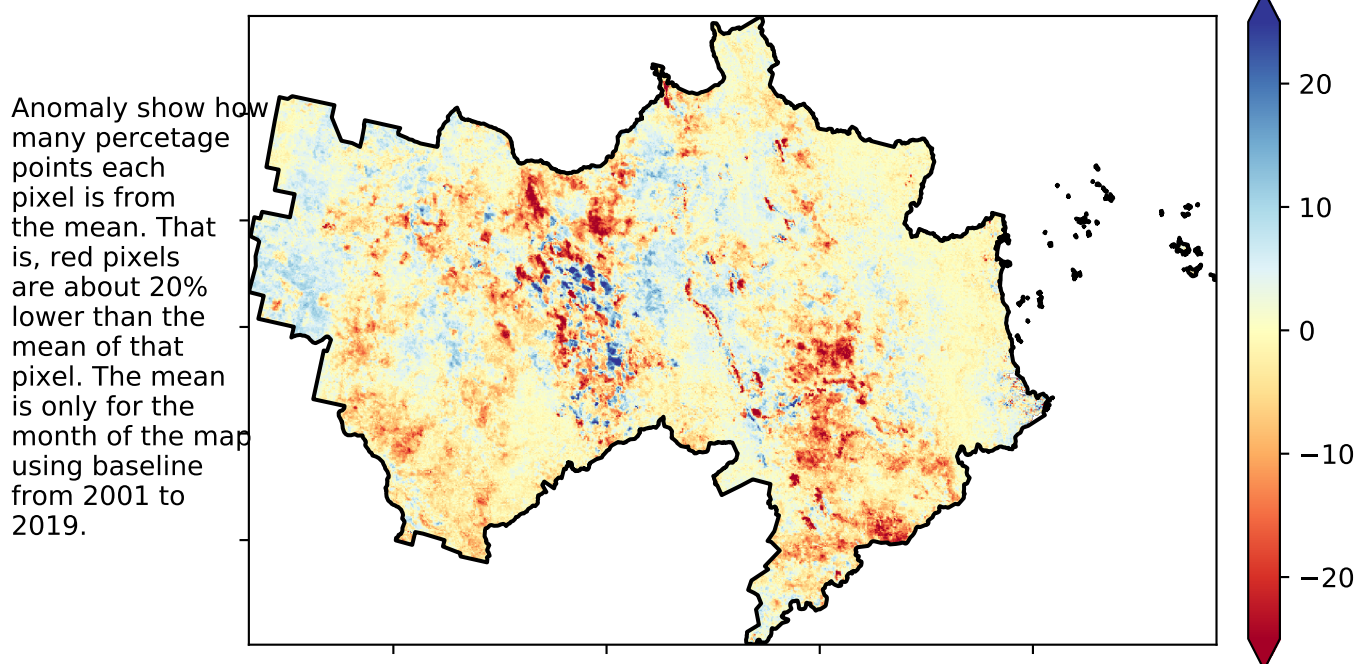 Anomaly show how
many percetage
points each
pixel is from
the mean. That
is, red pixels
are about 20%
lower than the
mean of that
pixel. The mean
is only for the
month of the map
using baseline
from 2001 to
2019.
20
10
0
−10
−20